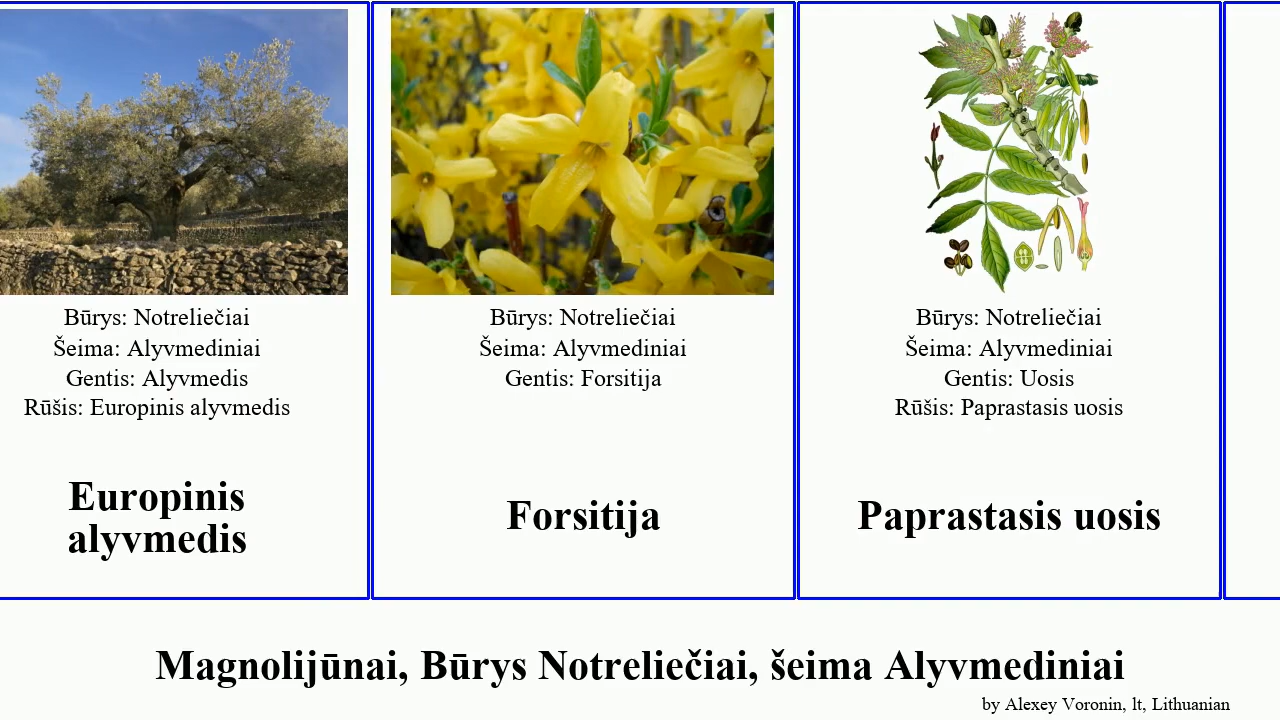 Būrys: Notreliečiai
Šeima: Alyvmediniai
Gentis: Alyvmedis
Rūšis: Europinis alyvmedis
Europinis
alyvmedis
Būrys: Notreliečiai
Šeima: Alyvmediniai
Gentis: Forsitija
Forsitija
Būrys: Notreliečiai
Šeima: Alyvmediniai
Gentis: Uosis
Rūšis: Paprastasis uosis
Paprastasis uosis
Magnolijūnai, Būrys Notreliečiai, šeima Alyvmediniai
by Alexey Voronin, lt, Lithuanian